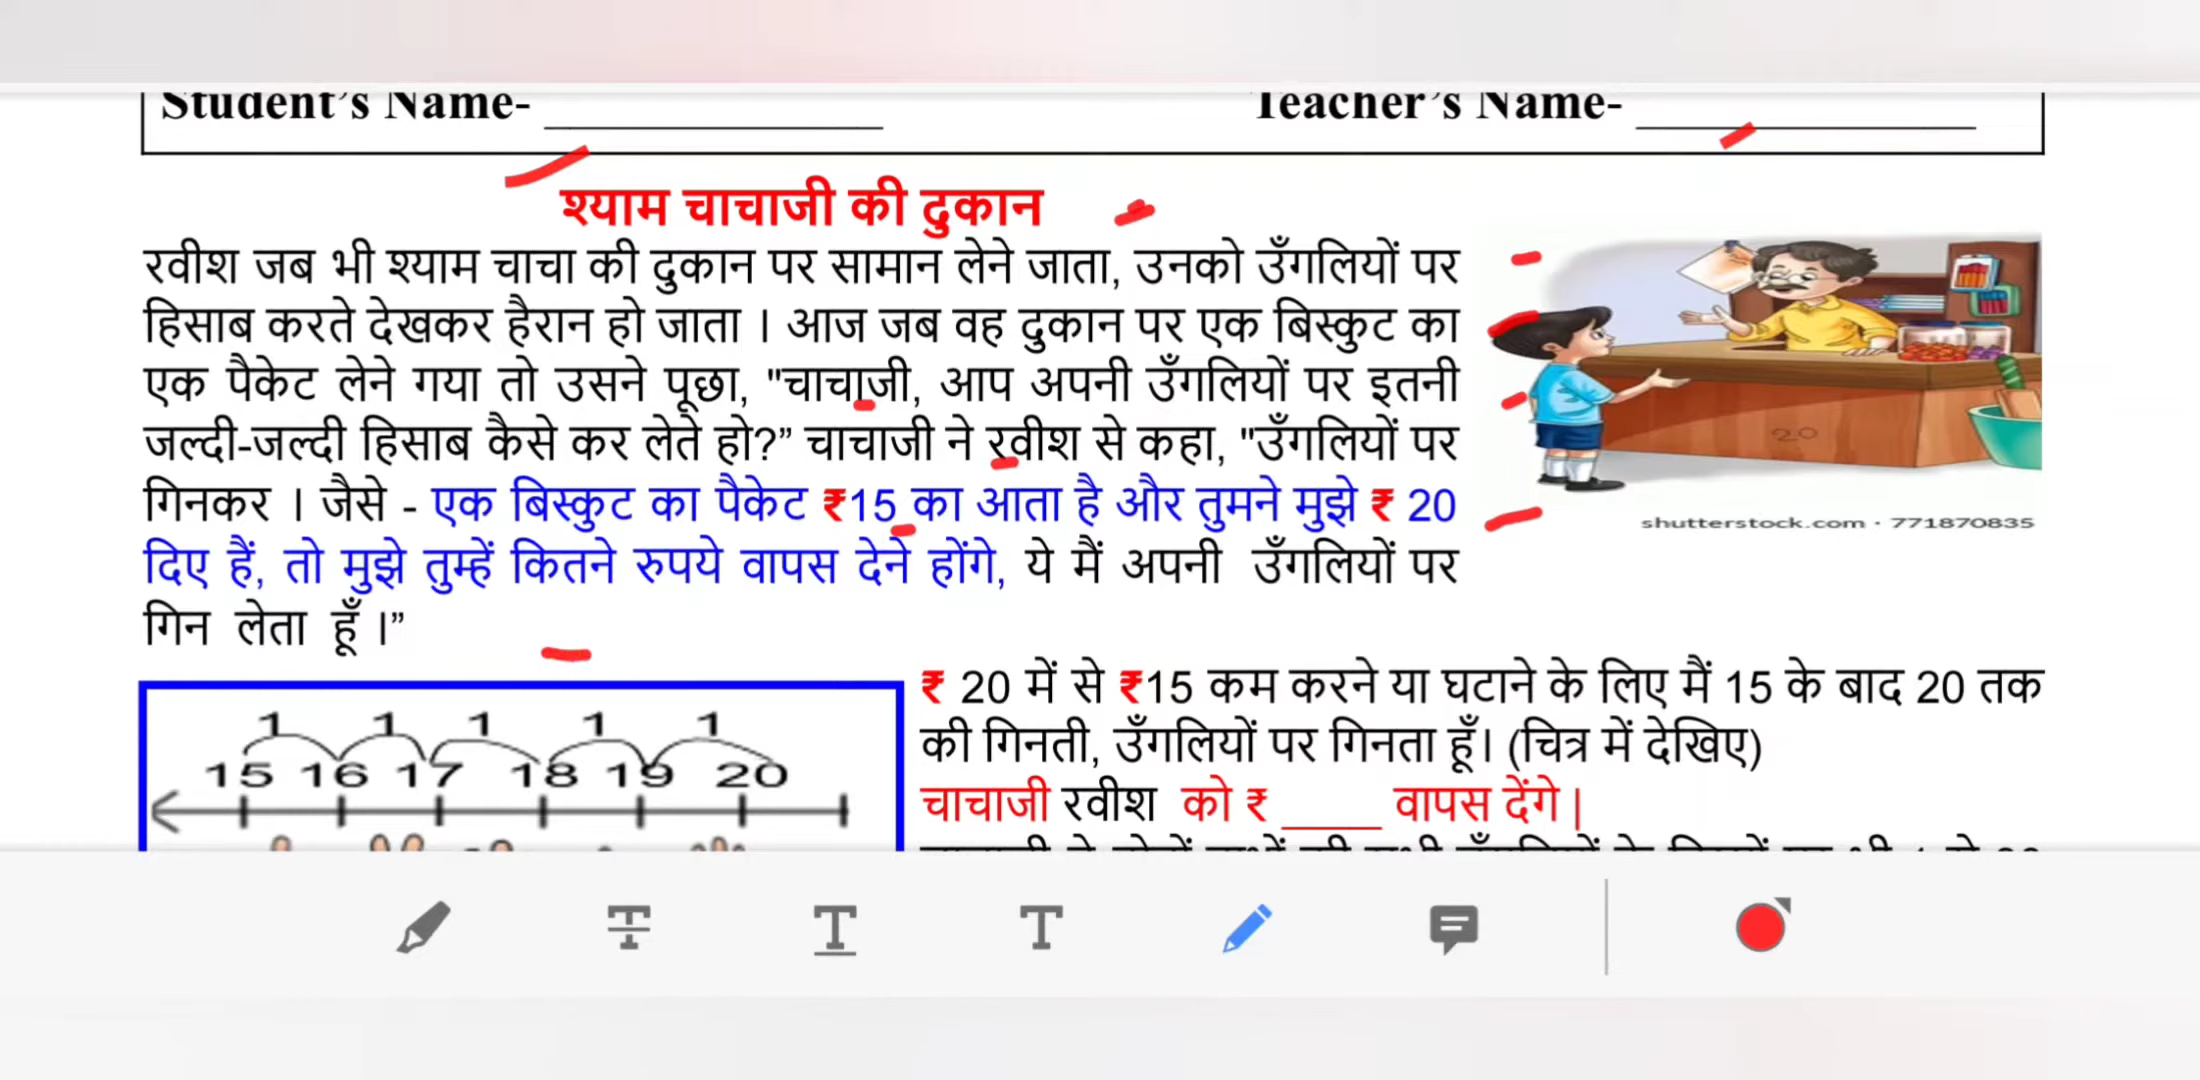 Student's Name- ______________
Teacher's Name- ______________
श्याम चाचाजी की दुकान
रवीश जब भी श्याम चाचा की दुकान पर सामान लेने जाता, उनको उँगलियों पर
हिसाब करते देखकर हैरान हो जाता । आज जब वह दुकान पर एक बिस्कुट का
एक पैकेट लेने गया तो उसने पूछा, "चाचाजी, आप अपनी उँगलियों पर इतनी
जल्दी-जल्दी हिसाब कैसे कर लेते हो?” चाचाजी ने रवीश से कहा, "उँगलियों पर
गिनकर । जैसे - एक बिस्कुट का पैकेट ₹15 का आता है और तुमने मुझे ₹ 20
दिए हैं, तो मुझे तुम्हें कितने रुपये वापस देने होंगे, ये मैं अपनी उँगलियों पर
गिन लेता हूँ ।”
20
shutterstock.com · 771870835
₹ 20 में से ₹15 कम करने या घटाने के लिए मैं 15 के बाद 20 तक
की गिनती, उँगलियों पर गिनता हूँ। (चित्र में देखिए)
चाचाजी रवीश को ₹ ____ वापस देंगे |
1 1 1 1 1
15 16 17 18 19 20